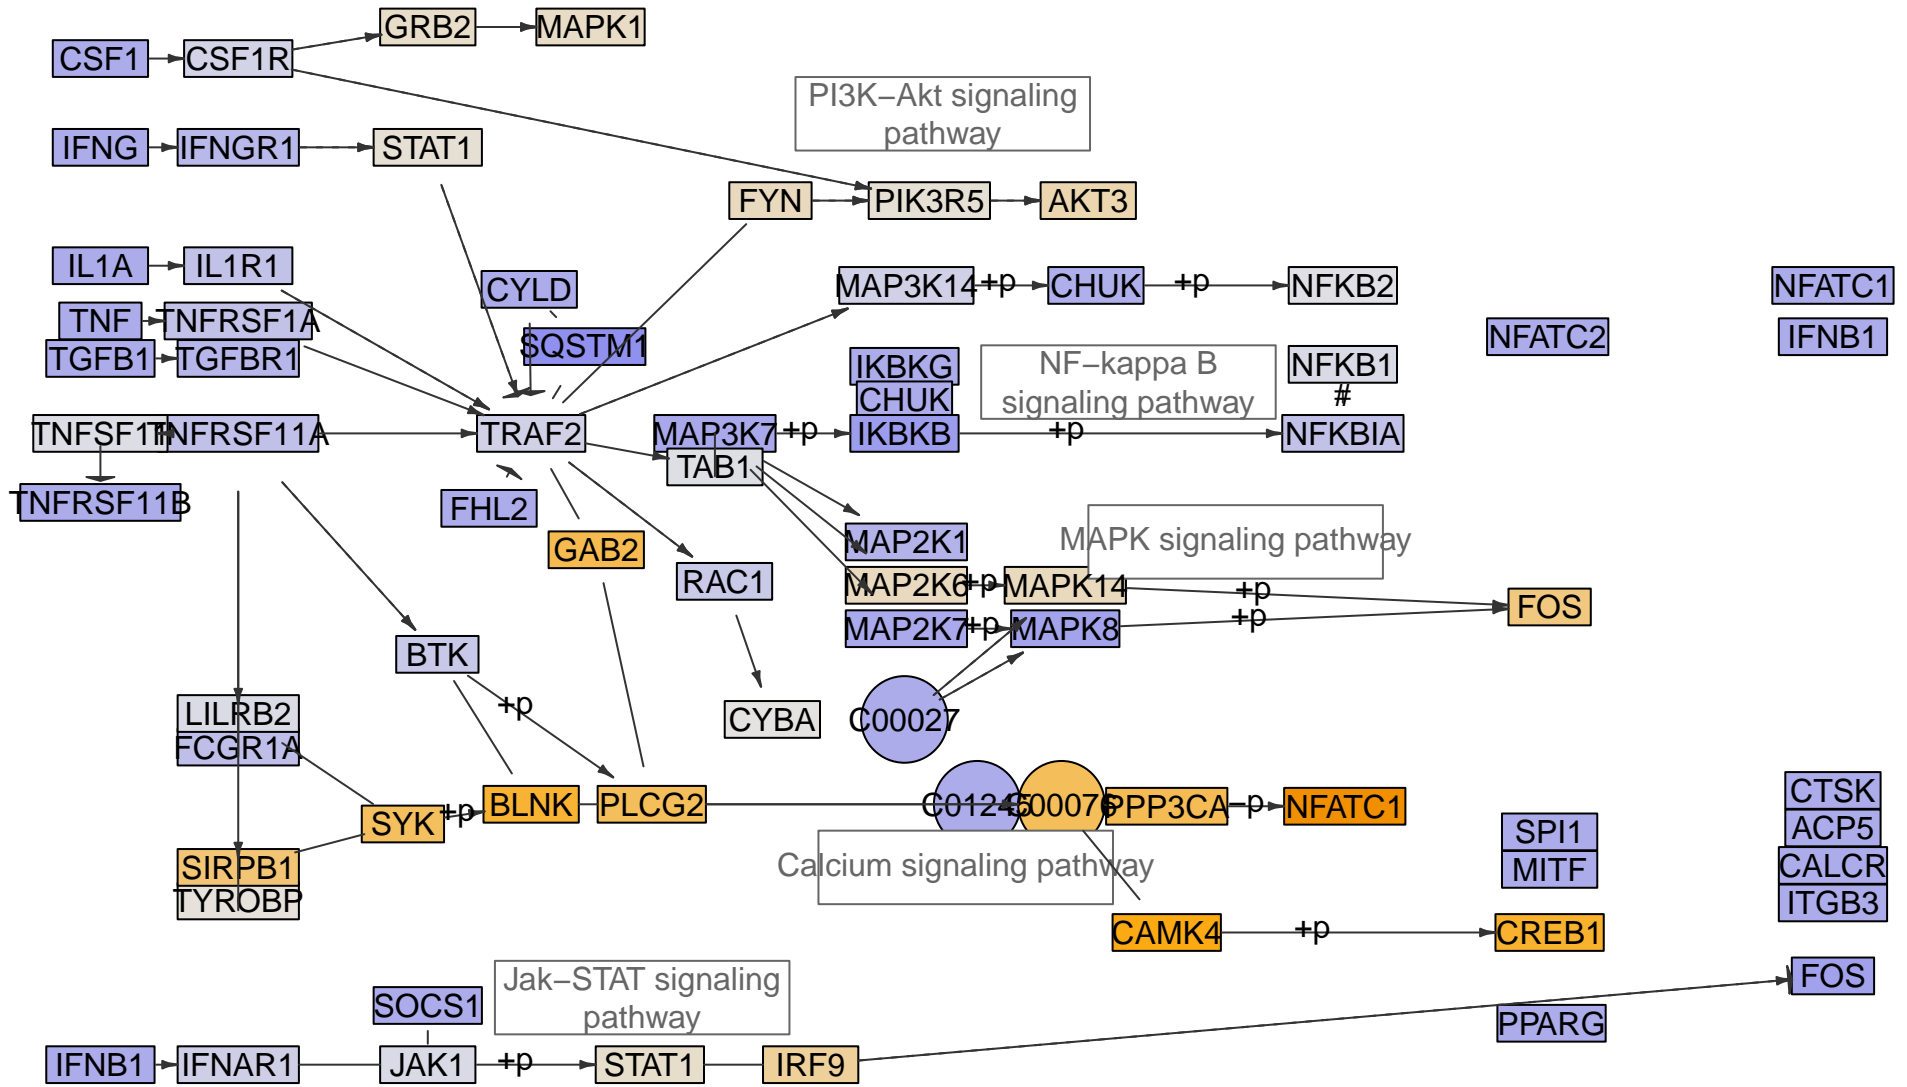 GRB2
MAPK1
CSF1
CSF1R
PI3K–Akt signaling
pathway
IFNG
IFNGR1
STAT1
FYN
PIK3R5
AKT3
IL1A
IL1R1
CYLD
MAP3K14
+p
CHUK
+p
NFKB2
NFATC1
TNF
TNFRSF1A
SQSTM1
NFATC2
IFNB1
TGFB1
TGFBR1
IKBKG
NF–kappa B
signaling pathway
NFKB1
#
CHUK
TNFSF11
TNFRSF11A
TRAF2
MAP3K7
+p
IKBKB
+p
NFKBIA
TAB1
TNFRSF11B
FHL2
GAB2
MAP2K1
MAPK signaling pathway
RAC1
MAP2K6
+p
MAPK14
+p
FOS
MAP2K7
+p
MAPK8
+p
BTK
+p
LILRB2
CYBA
C00027
FCGR1A
SYK
+p
BLNK
PLCG2
C01245
C00076
PPP3CA
–p
NFATC1
CTSK
SPI1
ACP5
SIRPB1
Calcium signaling pathway
MITF
CALCR
TYROBP
ITGB3
CAMK4
+p
CREB1
Jak–STAT signaling
pathway
FOS
SOCS1
PPARG
IFNB1
IFNAR1
JAK1
+p
STAT1
IRF9